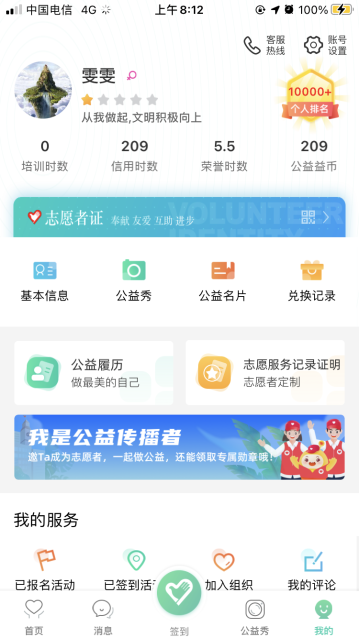 中国电信 4G 上午 8:12 100%
客服热线 账号设置
雯雯
从我做起,文明积极向上
10000+
个人排名
0 209 5.5 209
培训时数 信用时数 荣誉时数 公益益币
志愿者证 奉献 友爱 互助 进步
VOLUNTEER
IDENTITY
基本信息 公益秀 公益名片 兑换记录
公益履历 志愿服务记录证明
做最美的自己 志愿者定制
我是公益传播者
邀Ta成为志愿者，一起做公益，还能领取专属勋章哦！
我的服务
已报名活动 已签到活 加入组织 我的评论
首页 消息 签到 公益秀 我的